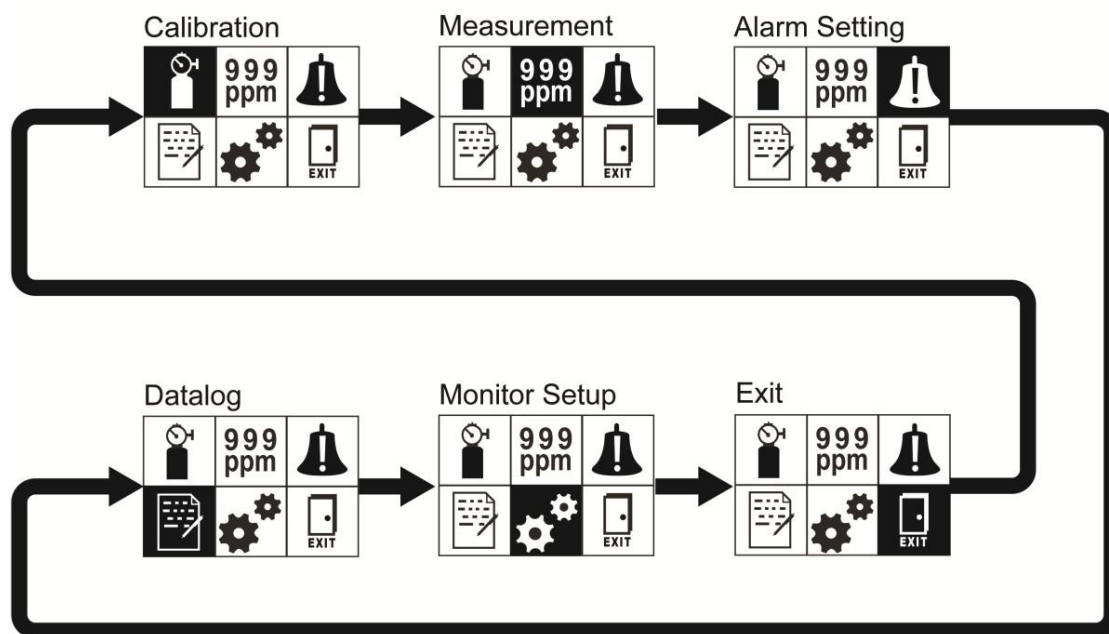 Calibration
999
ppm
EXIT
Measurement
999
ppm
EXIT
Alarm Setting
999
ppm
EXIT
Datalog
999
ppm
EXIT
Monitor Setup
999
ppm
EXIT
Exit
999
ppm
EXIT